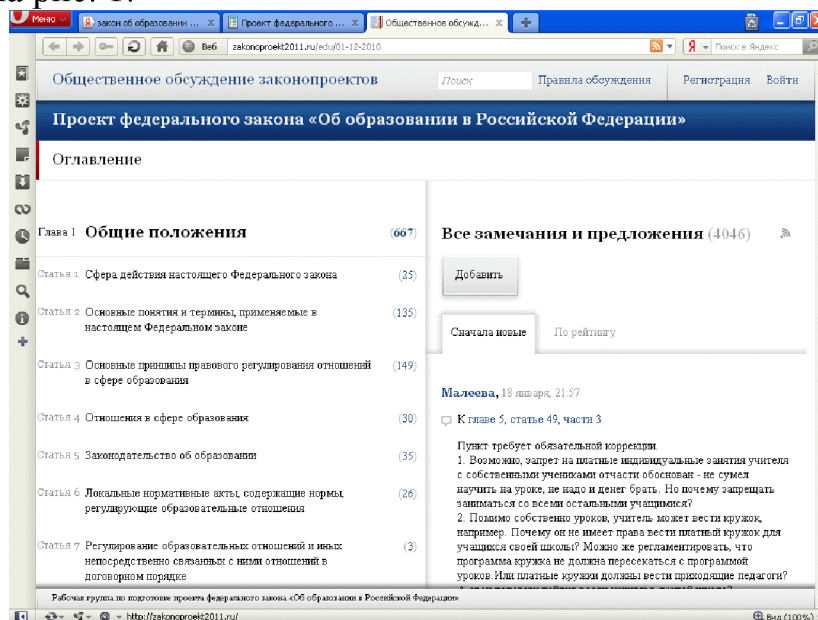 на рис. 1.
Меню
закон об образовании ... X
Проект федерального ... X
Обществе нное обсужд... X
Веб
zakonoproekt2011.ru/edu/01-12-2010
Поиск в Яндекс
Общественное обсуждение законопроектов
Поиск
Правила обсуждения
Регистрация
Войти
Проект федерального закона «Об образовании в Российской Федерации»
Оглавление
Глава 1 Общие положения (667)
Статья 1 Сфера действия настоящего Федерального закона (25)
Статья 2 Основные понятия и термины, применяемые в (135)
настоящем Федеральном законе
Статья 3 Основные принципы правового регулирования отношений (149)
в сфере образования
Статья 4 Отношения в сфере образования (30)
Статья 5 Законодательство об образовании (35)
Статья 6 Локальные нормативные акты, содержащие нормы, (26)
регулирующие образовательные отношения
Статья 7 Регулирование образовательных отношений и иных (3)
непосредственно связанных с ними отношений в
договорном порядке
Все замечания и предложения (4046)
Добавить
Сначала новые
По рейтингу
Малеева, 18 января, 21:57
К главе 5, статье 49, части 3
Пункт требует обязательной коррекции.
1. Возможно, запрет на платные индивидуальные занятия учителя
с собственными учениками отчасти обоснован - не сумел
научить на уроке, не надо и денег брать. Но почему запрещать
заниматься со всеми остальными учащимися?
2. Помимо собственно уроков, учитель может вести кружок,
например. Почему он не имеет права вести платный кружок для
учащихся своей школы? Можно же регламентировать, что
программа кружка не должна пересекаться с программой
уроков. Или платные кружки должны вести приходящие педагоги?
Рабочая группа по подготовке проекта федерального закона «Об образовании в Российской Федерации»
http://zakonoproekt2011.ru/
Вид (100%)